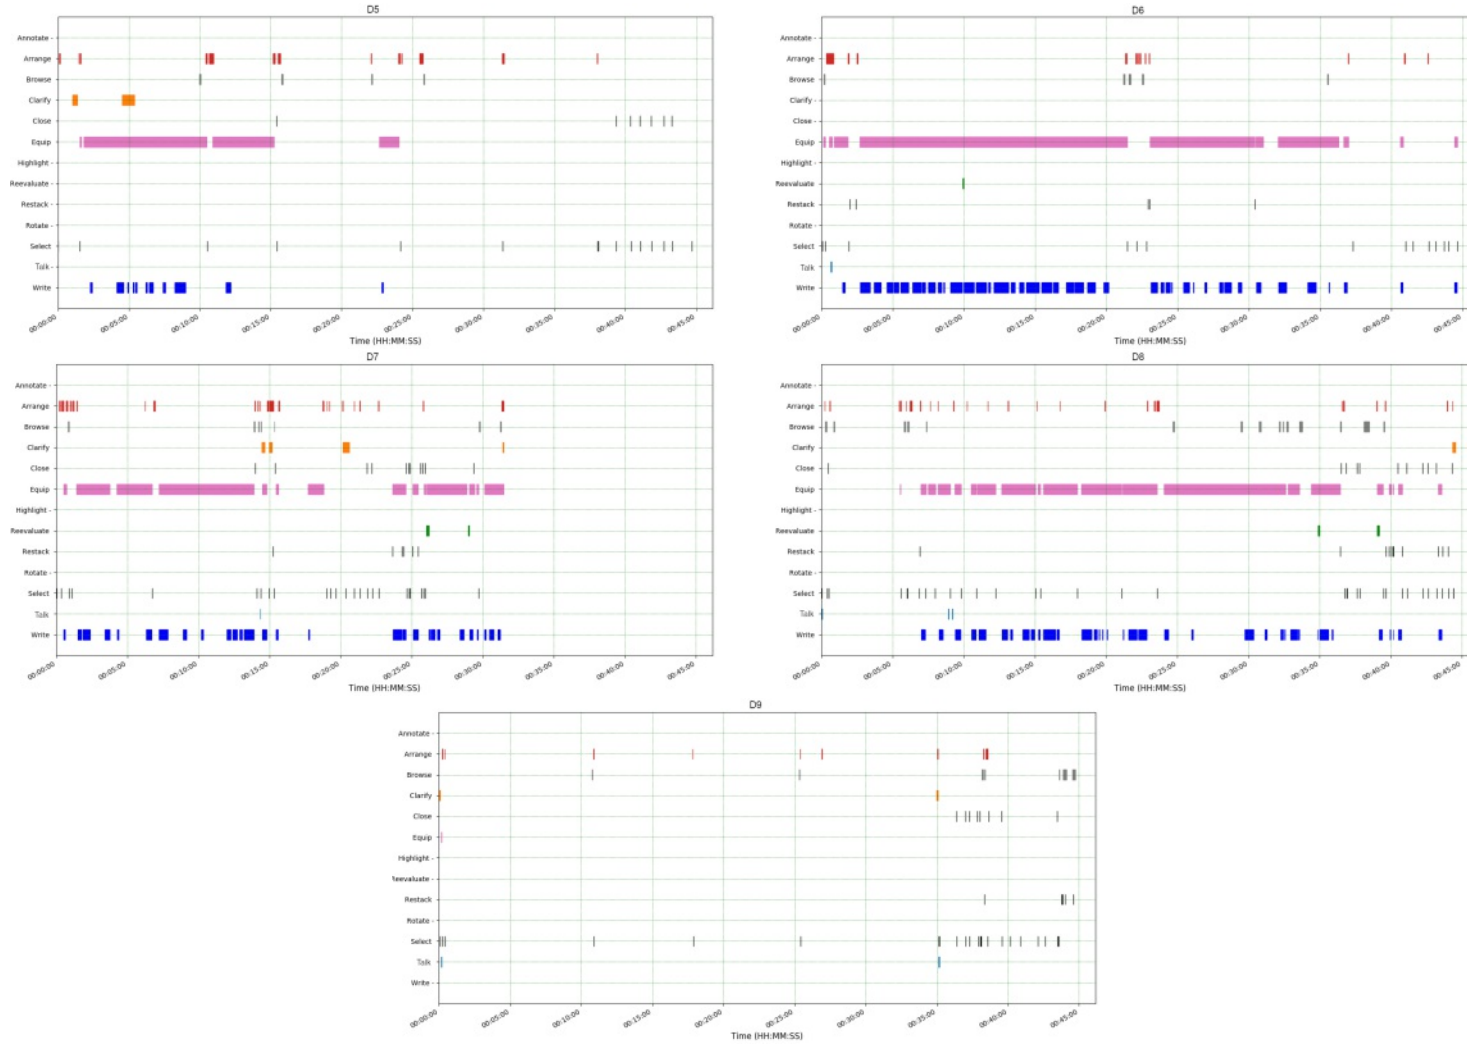 D5
Annotate
Arrange
Browse
Clarify
Close
Equip
Highlight
Reevaluate
Restack
Rotate
Select
Talk
Write
00:00:00 00:05:00 00:10:00 00:15:00 00:20:00 00:25:00 00:30:00 00:35:00 00:40:00 00:45:00
Time (HH:MM:SS)
D6
Annotate
Arrange
Browse
Clarify
Close
Equip
Highlight
Reevaluate
Restack
Rotate
Select
Talk
Write
00:00:00 00:05:00 00:10:00 00:15:00 00:20:00 00:25:00 00:30:00 00:35:00 00:40:00 00:45:00
Time (HH:MM:SS)
D7
Annotate
Arrange
Browse
Clarify
Close
Equip
Highlight
Reevaluate
Restack
Rotate
Select
Talk
Write
00:00:00 00:05:00 00:10:00 00:15:00 00:20:00 00:25:00 00:30:00 00:35:00 00:40:00 00:45:00
Time (HH:MM:SS)
D8
Annotate
Arrange
Browse
Clarify
Close
Equip
Highlight
Reevaluate
Restack
Rotate
Select
Talk
Write
00:00:00 00:05:00 00:10:00 00:15:00 00:20:00 00:25:00 00:30:00 00:35:00 00:40:00 00:45:00
Time (HH:MM:SS)
D9
Annotate
Arrange
Browse
Clarify
Close
Equip
Highlight
Reevaluate
Restack
Rotate
Select
Talk
Write
00:00:00 00:05:00 00:10:00 00:15:00 00:20:00 00:25:00 00:30:00 00:35:00 00:40:00 00:45:00
Time (HH:MM:SS)